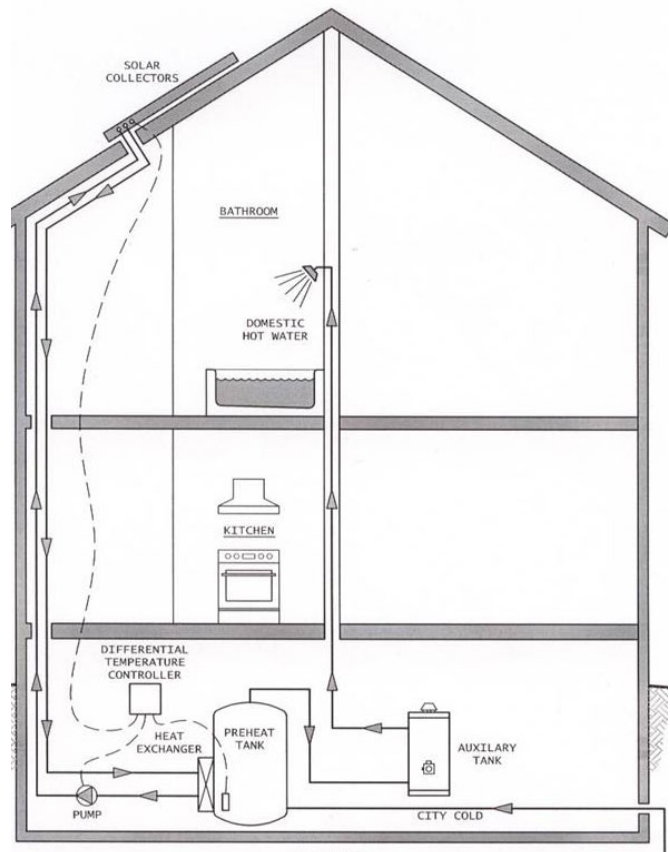 SOLAR
COLLECTORS
BATHROOM
DOMESTIC
HOT WATER
KITCHEN
DIFFERENTIAL
TEMPERATURE
CONTROLLER
HEAT
EXCHANGER
PREHEAT
TANK
AUXILARY
TANK
PUMP
CITY COLD